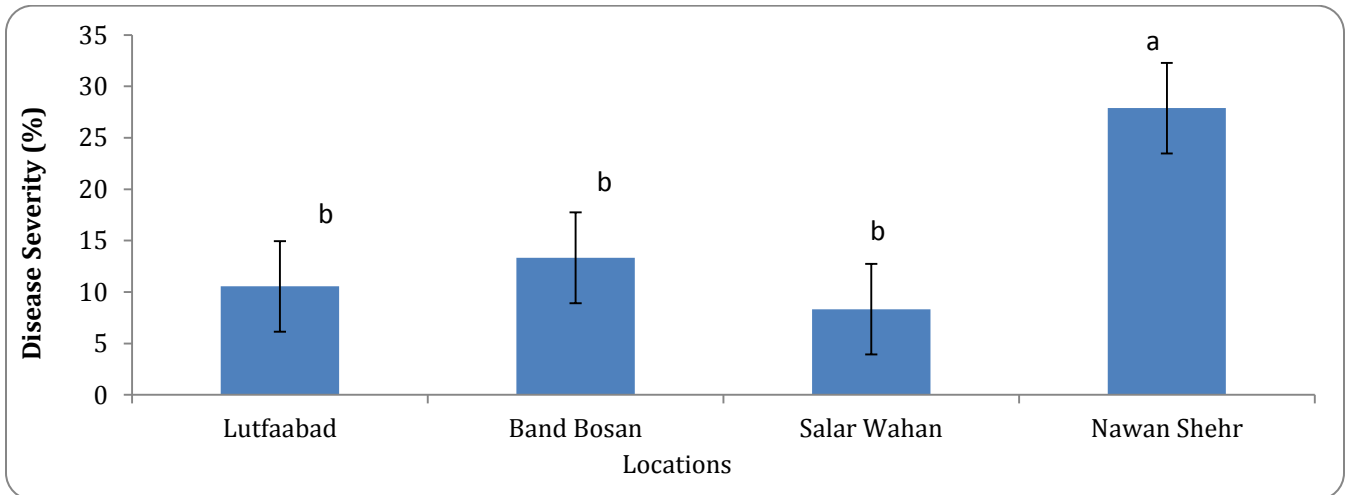 Disease Severity (%)
35
30
25
20
15
10
5
0
b
b
b
a
Lutfaabad
Band Bosan
Salar Wahan
Nawan Shehr
Locations